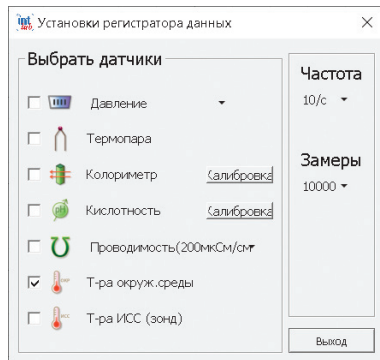 Установки регистратора данных
Выбрать датчики
Давление
Термопара
Колориметр Калибровка
Кислотность Калибровка
Проводимость(200мкСм/см
Т-ра окруж.среды
Т-ра ИСС (зонд)
Частота
10/с
Замеры
10000
Выход